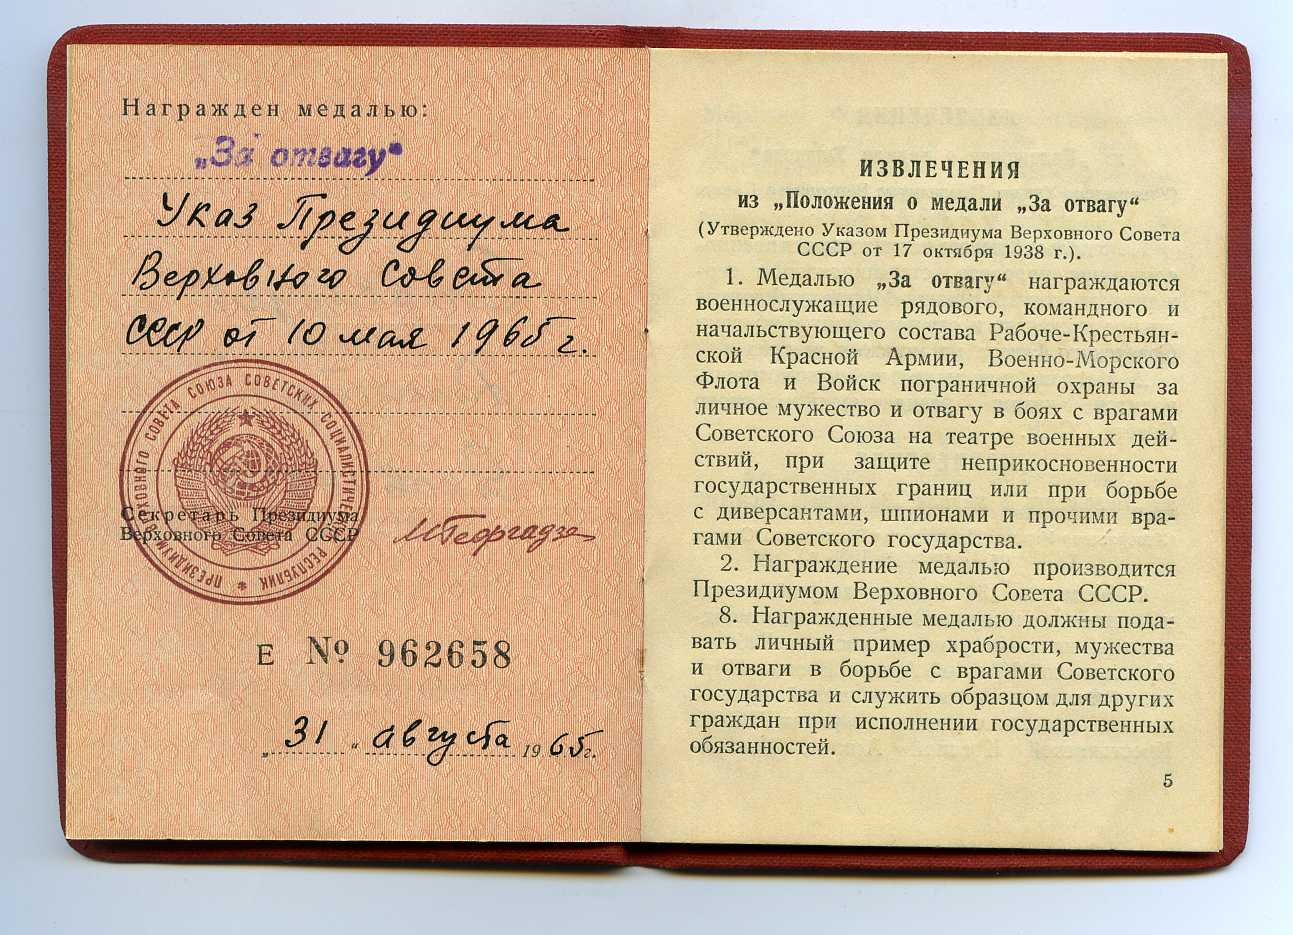 Награжден медалью:
„За отвагу“
Указ Президиума
Верховного Совета
СССР от 10 мая 1965 г.
ПРЕЗИДИУМ ВЕРХОВНОГО СОВЕТА СОЮЗА СОВЕТСКИХ СОЦИАЛИСТИЧЕСКИХ РЕСПУБЛИК *
Секретарь Президиума
Верховного Совета СССР
МГеоргадзе
Е № 962658
„31“ августа 1965г.
ИЗВЛЕЧЕНИЯ
из „Положения о медали „За отвагу“
(Утверждено Указом Президиума Верховного Совета
СССР от 17 октября 1938 г.).
1. Медалью „За отвагу“ награждаются
военнослужащие рядового, командного и
начальствующего состава Рабоче-Крестьян-
ской Красной Армии, Военно-Морского
Флота и Войск пограничной охраны за
личное мужество и отвагу в боях с врагами
Советского Союза на театре военных дей-
ствий, при защите неприкосновенности
государственных границ или при борьбе
с диверсантами, шпионами и прочими вра-
гами Советского государства.
2. Награждение медалью производится
Президиумом Верховного Совета СССР.
8. Награжденные медалью должны пода-
вать личный пример храбрости, мужества
и отваги в борьбе с врагами Советского
государства и служить образцом для других
граждан при исполнении государственных
обязанностей.
5